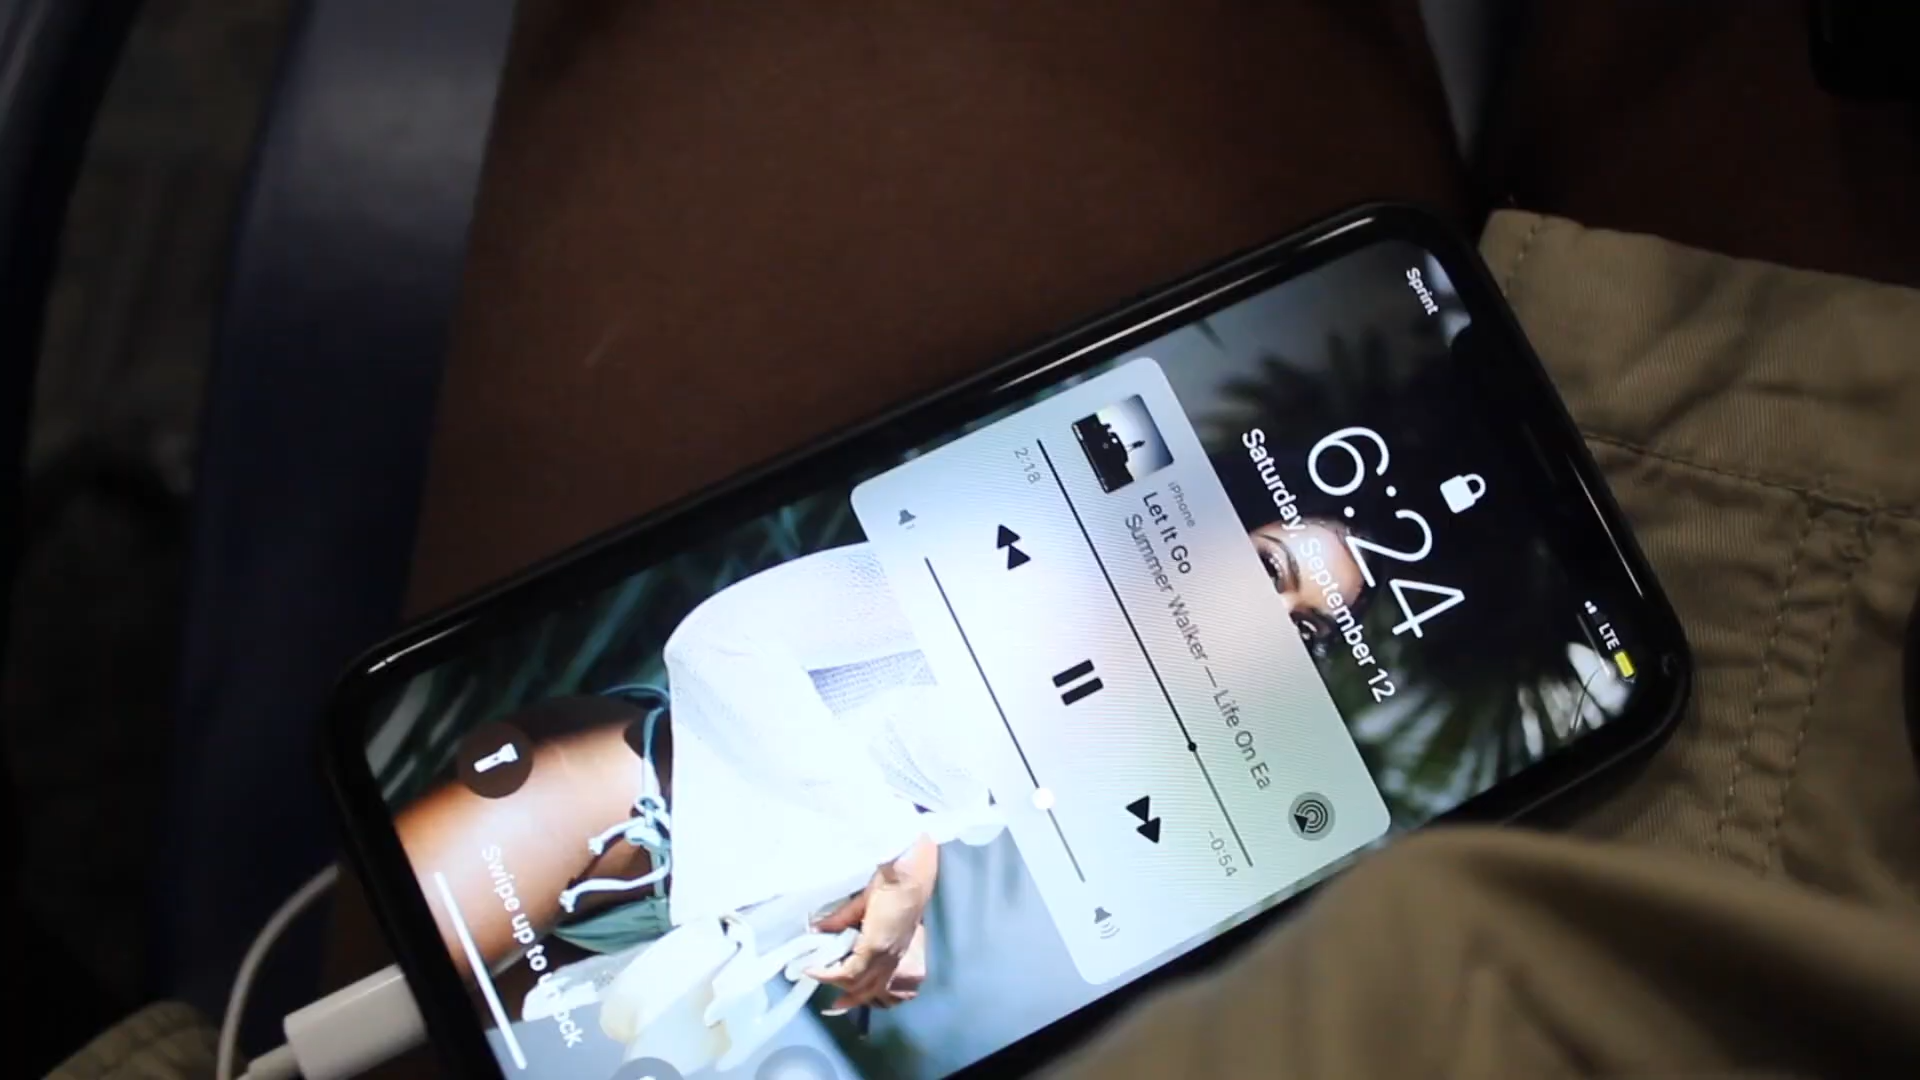 Sprint
LTE
6:24
Saturday, September 12
iPhone
Let It Go
Summer Walker — Life On Ea
2:18
-0:54
Swipe up to unlock